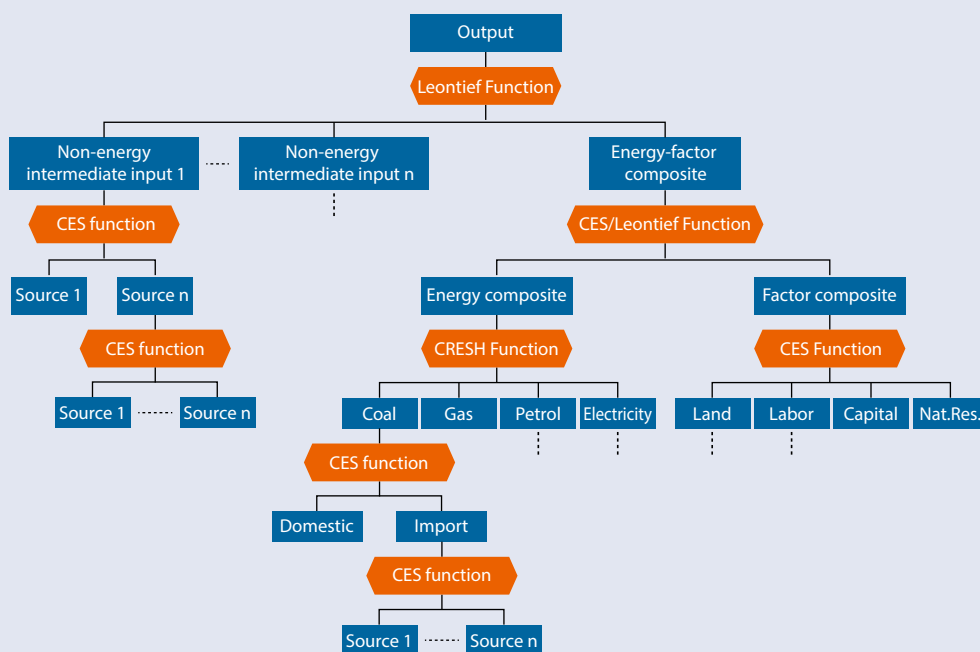 Output
Leontief Function
Non-energy
intermediate input 1
Non-energy
intermediate input n
Energy-factor
composite
CES function
CES/Leontief Function
Source 1
Source n
Energy composite
Factor composite
CES function
CRESH Function
CES Function
Source 1
Source n
Coal
Gas
Petrol
Electricity
Land
Labor
Capital
Nat.Res.
CES function
Domestic
Import
CES function
Source 1
Source n